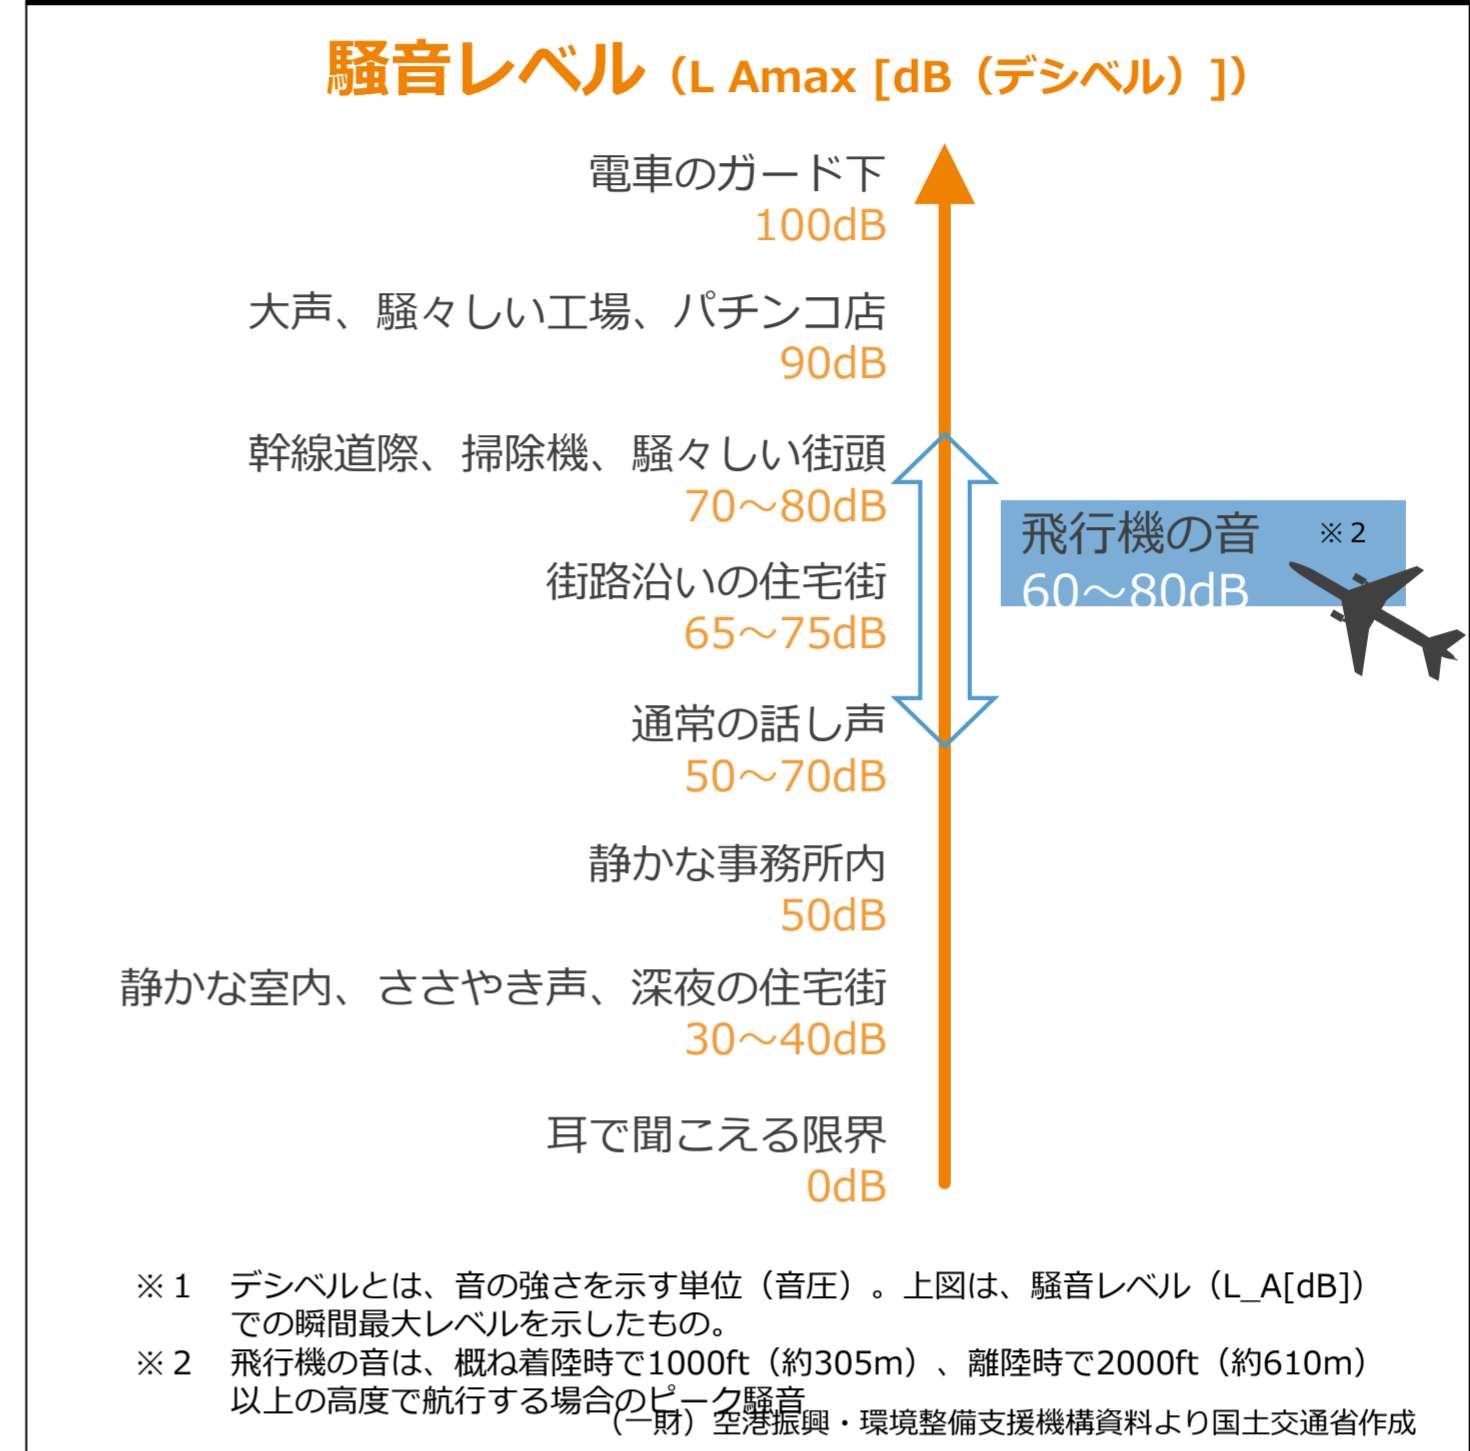 騒音レベル（L Amax [dB（デシベル）]）
電車のガード下
100dB
大声、騒々しい工場、パチンコ店
90dB
幹線道際、掃除機、騒々しい街頭
70～80dB
飛行機の音 ※２
60～80dB
街路沿いの住宅街
65～75dB
通常の話し声
50～70dB
静かな事務所内
50dB
静かな室内、ささやき声、深夜の住宅街
30～40dB
耳で聞こえる限界
0dB
※１ デシベルとは、音の強さを示す単位（音圧）。上図は、騒音レベル（L_A[dB]）
での瞬間最大レベルを示したもの。
※２ 飛行機の音は、概ね着陸時で1000ft（約305m）、離陸時で2000ft（約610m）
以上の高度で航行する場合のピーク騒音
（一財）空港振興・環境整備支援機構資料より国土交通省作成